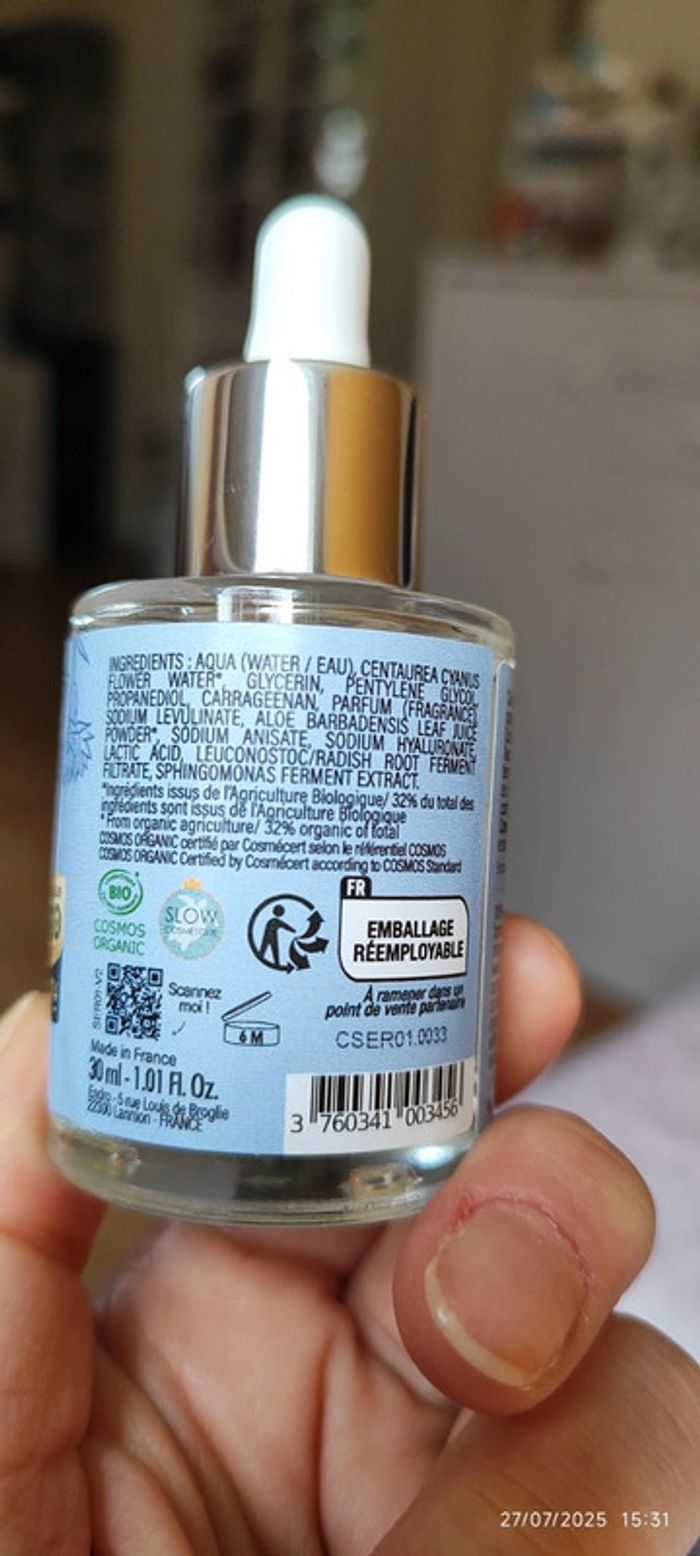 INGREDIENTS : AQUA (WATER / EAU), CENTAUREA CYANUS
FLOWER WATER*, GLYCERIN, PENTYLENE GLYCOL,
PROPANEDIOL, CARRAGEENAN, PARFUM (FRAGRANCE),
SODIUM LEVULINATE, ALOE BARBADENSIS LEAF JUICE
POWDER*, SODIUM ANISATE, SODIUM HYALURONATE,
LACTIC ACID, LEUCONOSTOC/RADISH ROOT FERMENT
FILTRATE, SPHINGOMONAS FERMENT EXTRACT.
*Ingrédients issus de l'Agriculture Biologique/ 32% du total des
ingrédients sont issus de l'Agriculture Biologique
* From organic agriculture/ 32% organic of total
COSMOS ORGANIC certifié par Cosmécert selon le référentiel COSMOS
COSMOS ORGANIC Certified by Cosmécert according to COSMOS Standard
BIO
COSMOS
ORGANIC
SLOW
COSMÉTIQUE
FR
EMBALLAGE
RÉEMPLOYABLE
À ramener dans un
point de vente partenaire
SER01-V2
Scannez
moi !
6 M
CSER01.0033
Made in France
30 ml - 1.01 Fl. Oz.
Endro - 5 rue Louis de Broglie
22300 Lannion - FRANCE
3 760341 003456
27/07/2025 15:31